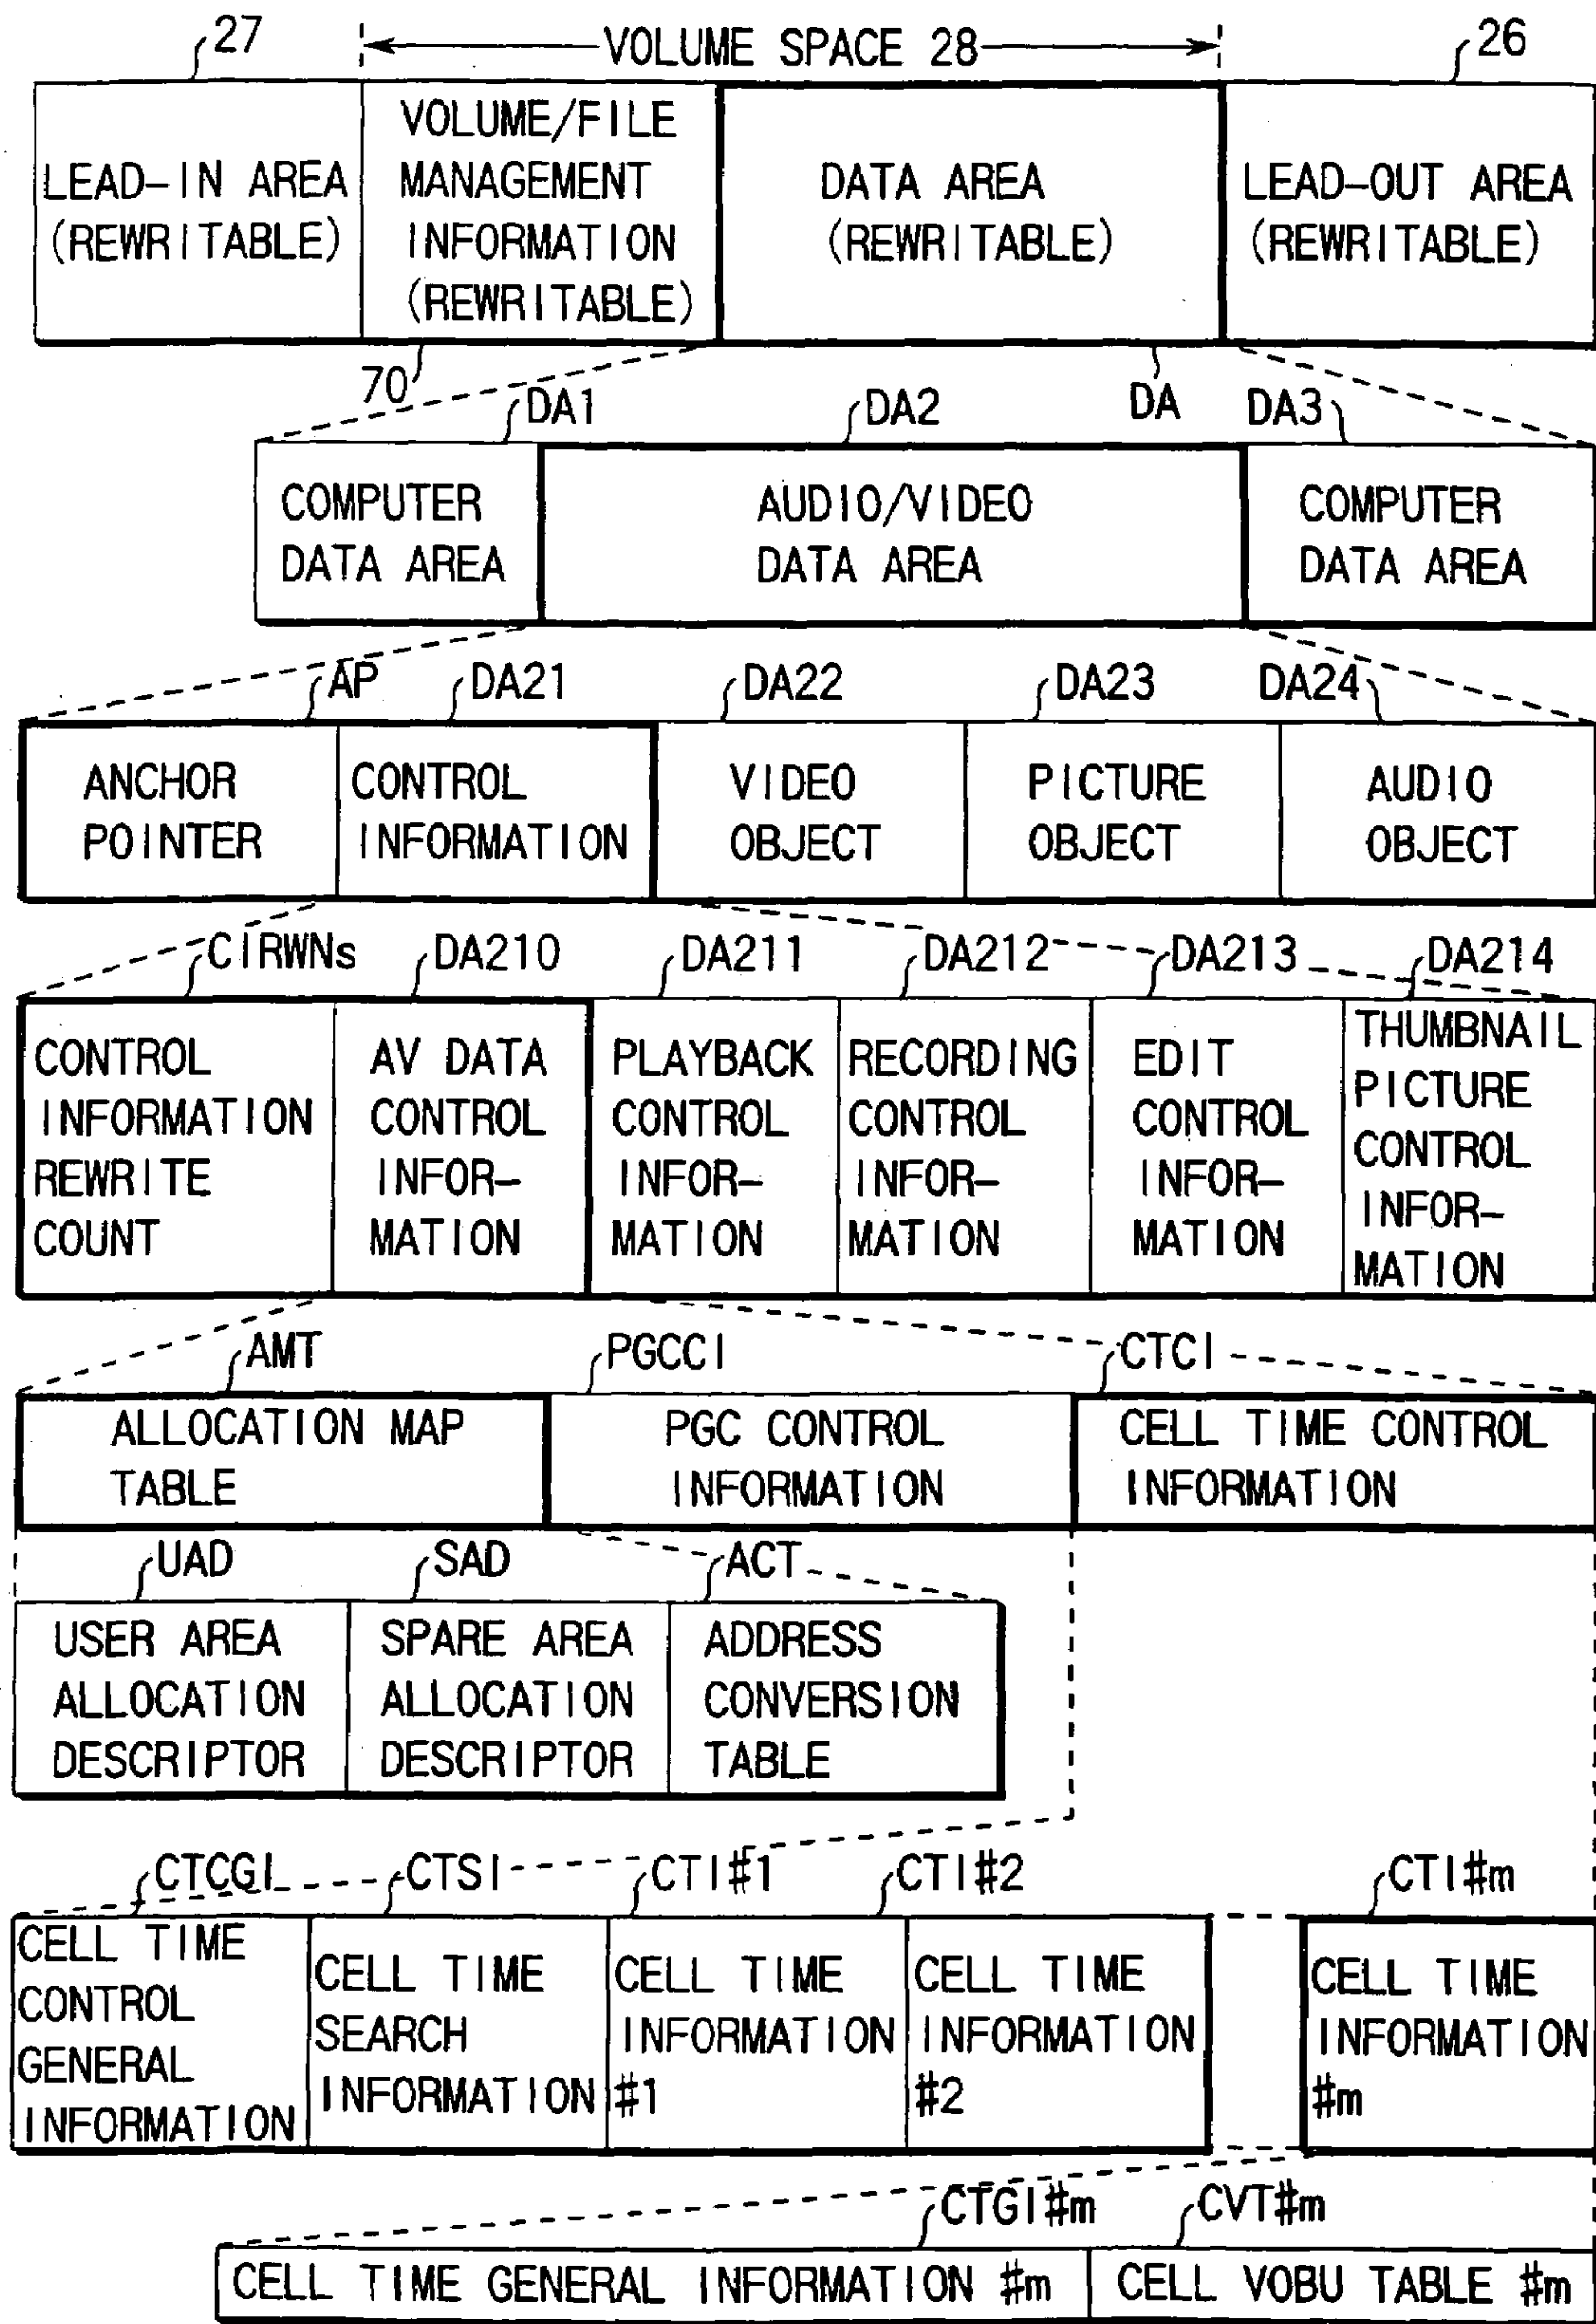 27
VOLUME SPACE 28
26
LEAD-IN AREA
(REWRITABLE)
VOLUME/FILE
MANAGEMENT
INFORMATION
(REWRITABLE)
DATA AREA
(REWRITABLE)
LEAD-OUT AREA
(REWRITABLE)
70
DA
DA1
DA2
DA3
COMPUTER
DATA AREA
AUDIO/VIDEO
DATA AREA
COMPUTER
DATA AREA
AP
DA21
DA22
DA23
DA24
ANCHOR
POINTER
CONTROL
INFORMATION
VIDEO
OBJECT
PICTURE
OBJECT
AUDIO
OBJECT
CIRWNs
DA210
DA211
DA212
DA213
DA214
CONTROL
INFORMATION
REWRITE
COUNT
AV DATA
CONTROL
INFOR-
MATION
PLAYBACK
CONTROL
INFOR-
MATION
RECORDING
CONTROL
INFOR-
MATION
EDIT
CONTROL
INFOR-
MATION
THUMBNAIL
PICTURE
CONTROL
INFOR-
MATION
AMT
PGCCI
CTCI
ALLOCATION MAP
TABLE
PGC CONTROL
INFORMATION
CELL TIME CONTROL
INFORMATION
UAD
SAD
ACT
USER AREA
ALLOCATION
DESCRIPTOR
SPARE AREA
ALLOCATION
DESCRIPTOR
ADDRESS
CONVERSION
TABLE
CTCGI
CTSI
CTI#1
CTI#2
CTI#m
CELL TIME
CONTROL
GENERAL
INFORMATION
CELL TIME
SEARCH
INFORMATION
CELL TIME
INFORMATION
#1
CELL TIME
INFORMATION
#2
CELL TIME
INFORMATION
#m
CTGI#m
CVT#m
CELL TIME GENERAL INFORMATION #m
CELL VOBU TABLE #m